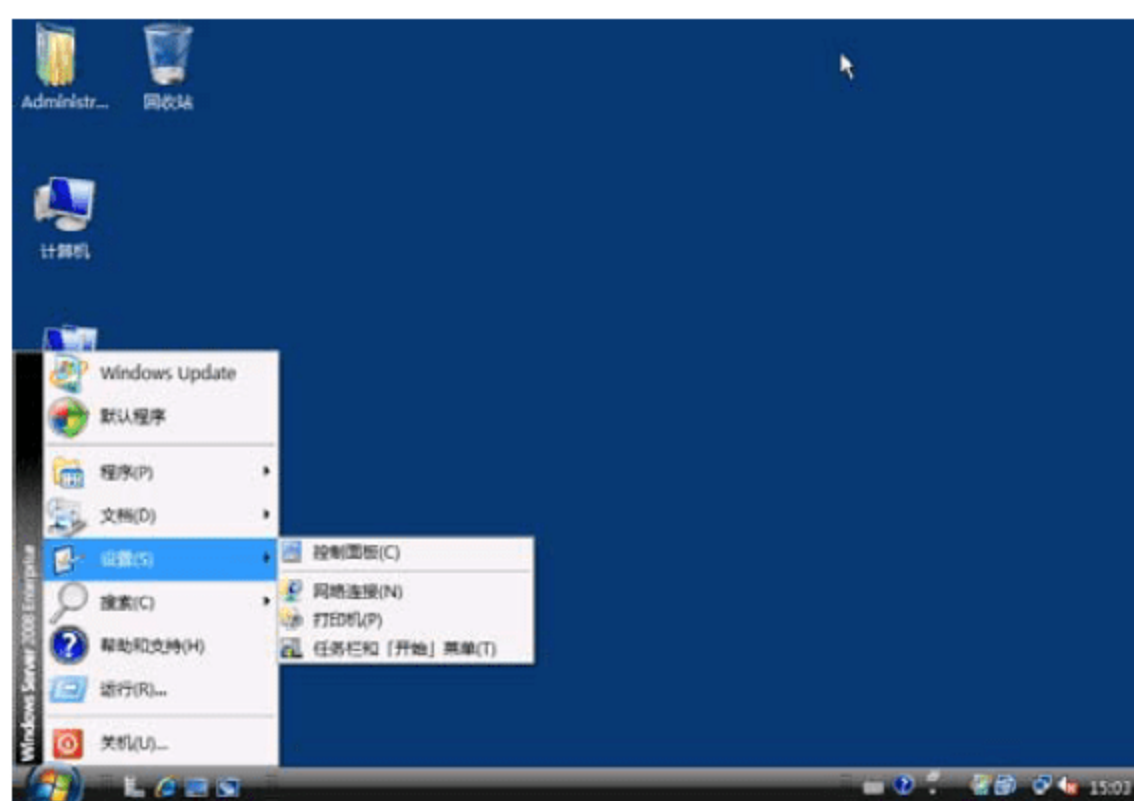 Administr...
回收站
计算机
Windows Update
默认程序
程序(P)
文档(D)
设置(S)
搜索(C)
帮助和支持(H)
运行(R)...
关机(U)...
控制面板(C)
网络连接(N)
打印机(P)
任务栏和「开始」菜单(T)
Windows Server 2008 Enterprise
15:03